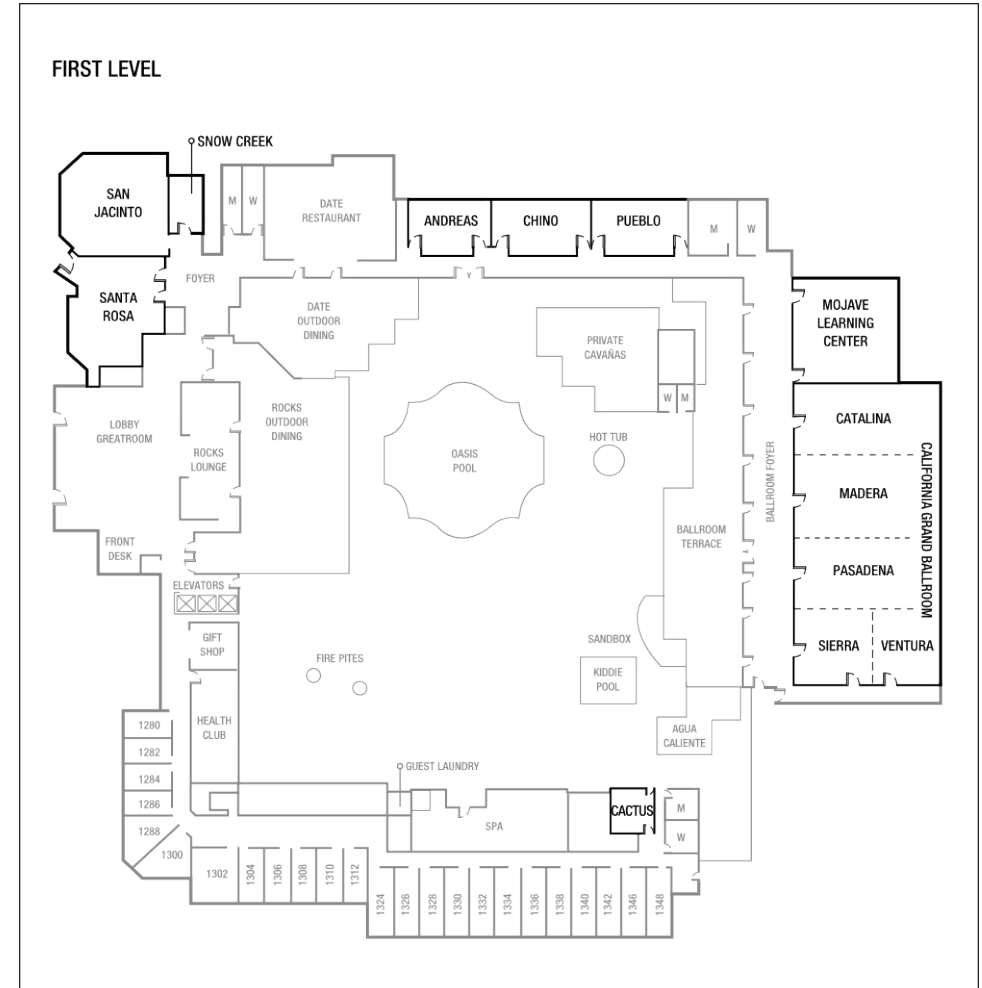 FIRST LEVEL
SNOW CREEK
SAN
JACINTO
M
W
DATE
RESTAURANT
ANDREAS
CHINO
PUEBLO
M
W
FOYER
SANTA
ROSA
DATE
OUTDOOR
DINING
PRIVATE
CAVAÑAS
W
M
MOJAVE
LEARNING
CENTER
LOBBY
GREATROOM
ROCKS
LOUNGE
ROCKS
OUTDOOR
DINING
OASIS
POOL
HOT TUB
BALLROOM
TERRACE
BALLROOM FOYER
CATALINA
MADERA
PASADENA
SIERRA
VENTURA
CALIFORNIA GRAND BALLROOM
FRONT
DESK
ELEVATORS
GIFT
SHOP
FIRE PITES
SANDBOX
KIDDIE
POOL
AGUA
CALIENTE
HEALTH
CLUB
1280
1282
1284
1286
1288
1300
GUEST LAUNDRY
SPA
CACTUS
M
W
1302
1304
1306
1308
1310
1312
1324
1326
1328
1330
1332
1334
1336
1338
1340
1342
1346
1348